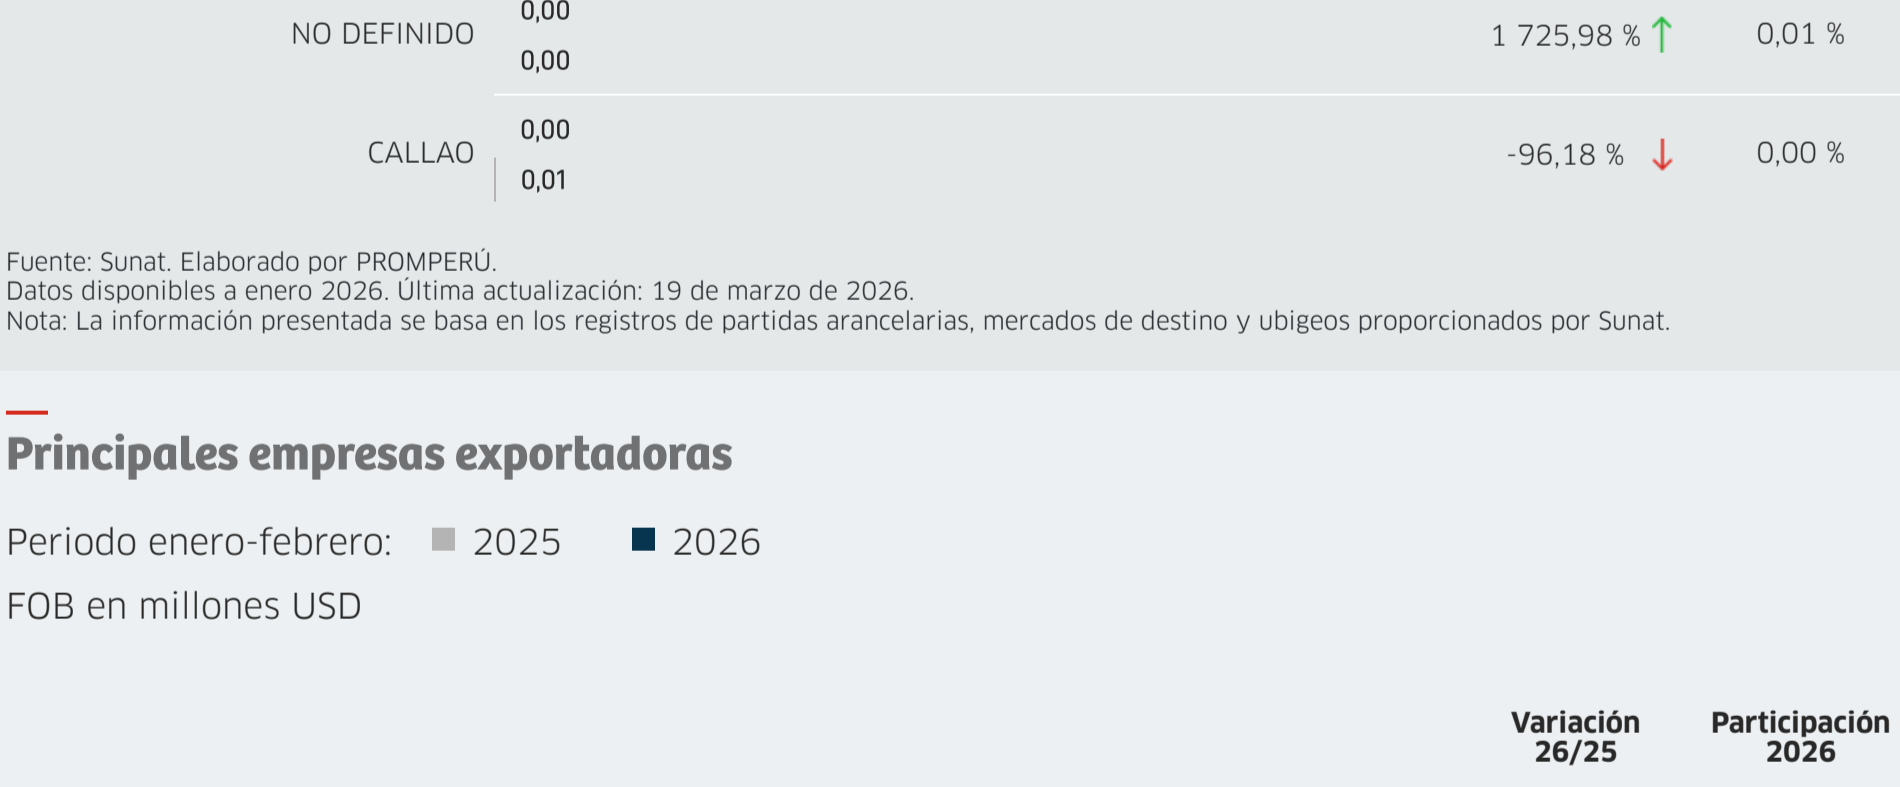 0,00
NO DEFINIDO 1 725,98 % 0,01 %
0,00
0,00
CALLAO -96,18 % 0,00 %
0,01
Fuente: Sunat. Elaborado por PROMPERÚ.
Datos disponibles a enero 2026. Última actualización: 19 de marzo de 2026.
Nota: La información presentada se basa en los registros de partidas arancelarias, mercados de destino y ubigeos proporcionados por Sunat.
Principales empresas exportadoras
Periodo enero-febrero: 2025 2026
FOB en millones USD
Variación Participación
26/25 2026